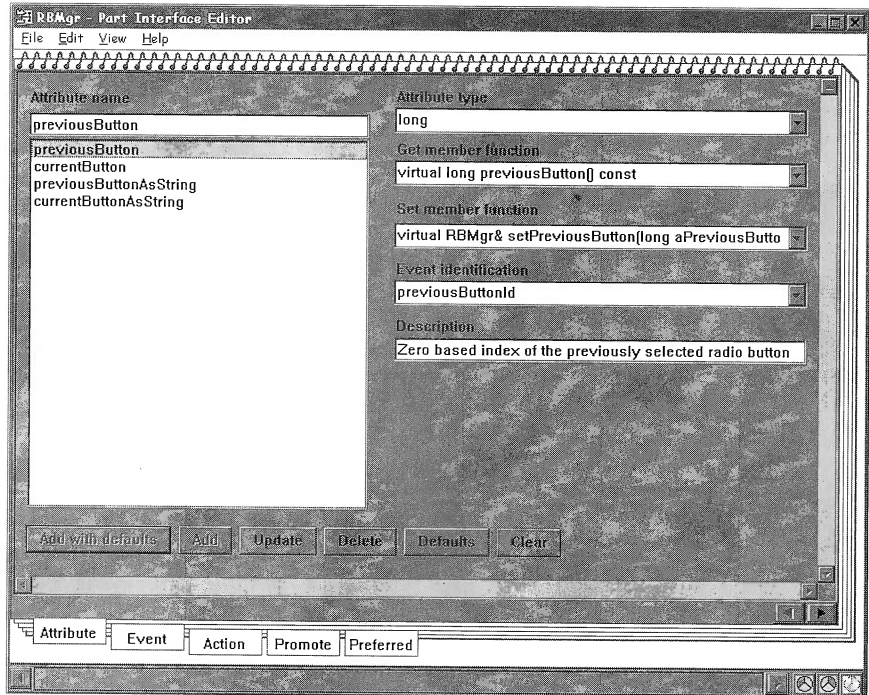 RBMgr - Part Interface Editor
File Edit View Help
Attribute name
previousButton
previousButton
currentButton
previousButtonAsString
currentButtonAsString
Attribute type
long
Get member function
virtual long previousButton() const
Set member function
virtual RBMgr& setPreviousButton(long aPreviousButto
Event identification
previousButtonId
Description
Zero based index of the previously selected radio button
Add with defaults Add Update Delete Defaults Clear
Attribute Event Action Promote Preferred